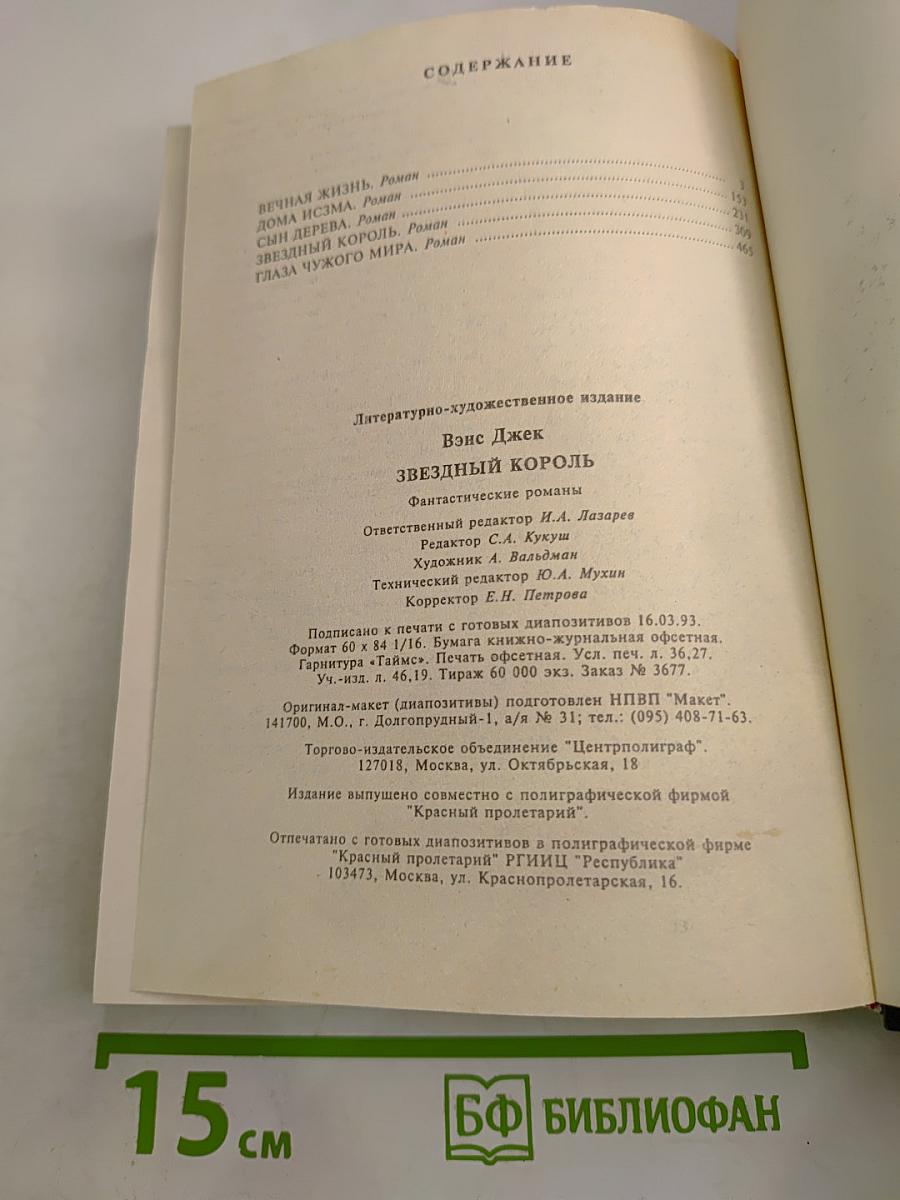 СОДЕРЖАНИЕ
ВЕЧНАЯ ЖИЗНЬ. Роман ........ 3
ДОМА ИСЗМА. Роман ........ 153
СЫН ДЕРЕВА. Роман ........ 231
ЗВЕЗДНЫЙ КОРОЛЬ. Роман ........ 309
ГЛАЗА ЧУЖОГО МИРА. Роман ........ 465
Литературно-художественное издание
Вэнс Джек
ЗВЕЗДНЫЙ КОРОЛЬ
Фантастические романы
Ответственный редактор И.А. Лазарев
Редактор С.А. Кукуш
Художник А. Вальдман
Технический редактор Ю.А. Мухин
Корректор Е.Н. Петрова
Подписано к печати с готовых диапозитивов 16.03.93.
Формат 60 х 84 1/16. Бумага книжно-журнальная офсетная.
Гарнитура «Таймс». Печать офсетная. Усл. печ. л. 36,27.
Уч.-изд. л. 46,19. Тираж 60 000 экз. Заказ № 3677.
Оригинал-макет (диапозитивы) подготовлен НПВП "Макет".
141700, М.О., г. Долгопрудный-1, а/я № 31; тел.: (095) 408-71-63.
Торгово-издательское объединение "Центрполиграф".
127018, Москва, ул. Октябрьская, 18
Издание выпущено совместно с полиграфической фирмой
"Красный пролетарий".
Отпечатано с готовых диапозитивов в полиграфической фирме
"Красный пролетарий" РГИИЦ "Республика"
103473, Москва, ул. Краснопролетарская, 16.
15 см
БФ БИБЛИОФАН